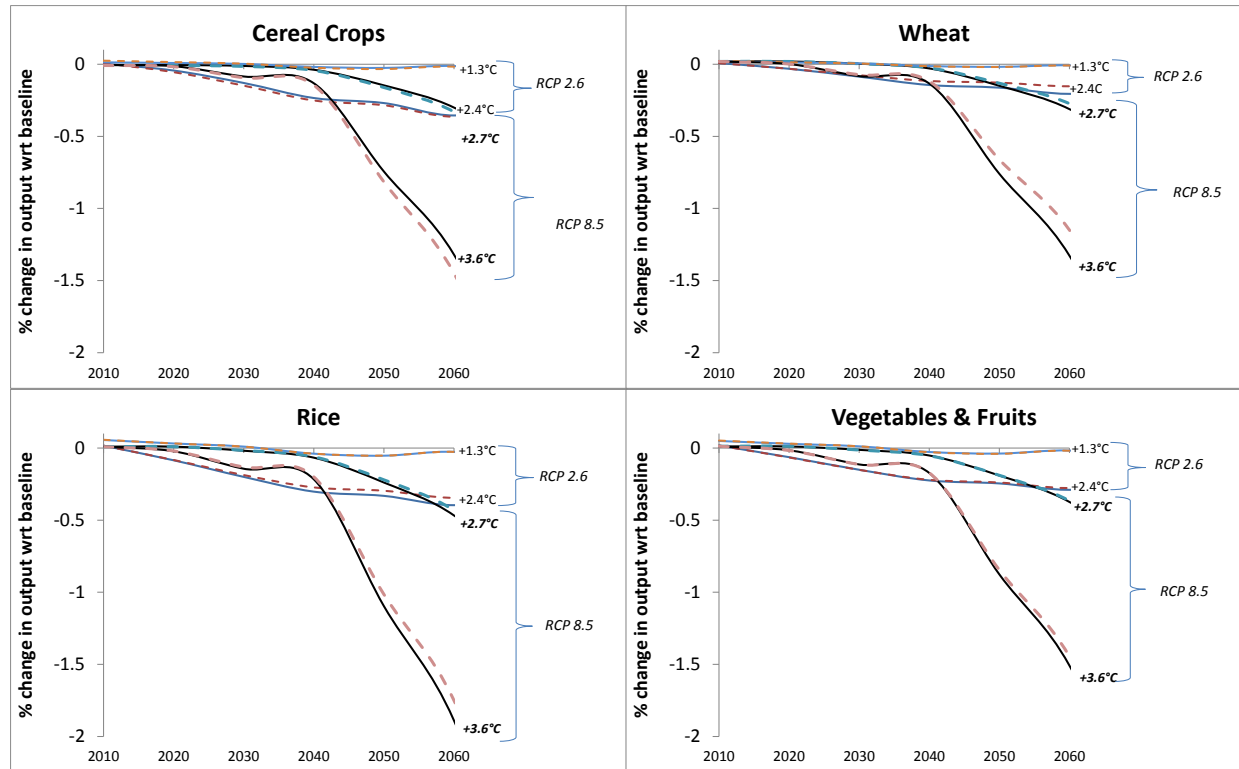 Cereal Crops
% change in output wrt baseline
0
-0.5
-1
-1.5
-2
2010 2020 2030 2040 2050 2060
+1.3°C
+2.4°C
+2.7°C
+3.6°C
RCP 2.6
RCP 8.5
Wheat
% change in output wrt baseline
0
-0.5
-1
-1.5
-2
2010 2020 2030 2040 2050 2060
+1.3°C
+2.4C
+2.7°C
+3.6°C
RCP 2.6
RCP 8.5
Rice
% change in output wrt baseline
0
-0.5
-1
-1.5
-2
2010 2020 2030 2040 2050 2060
+1.3°C
+2.4°C
+2.7°C
+3.6°C
RCP 2.6
RCP 8.5
Vegetables & Fruits
% change in output wrt baseline
0
-0.5
-1
-1.5
-2
2010 2020 2030 2040 2050 2060
+1.3°C
+2.4°C
+2.7°C
+3.6°C
RCP 2.6
RCP 8.5